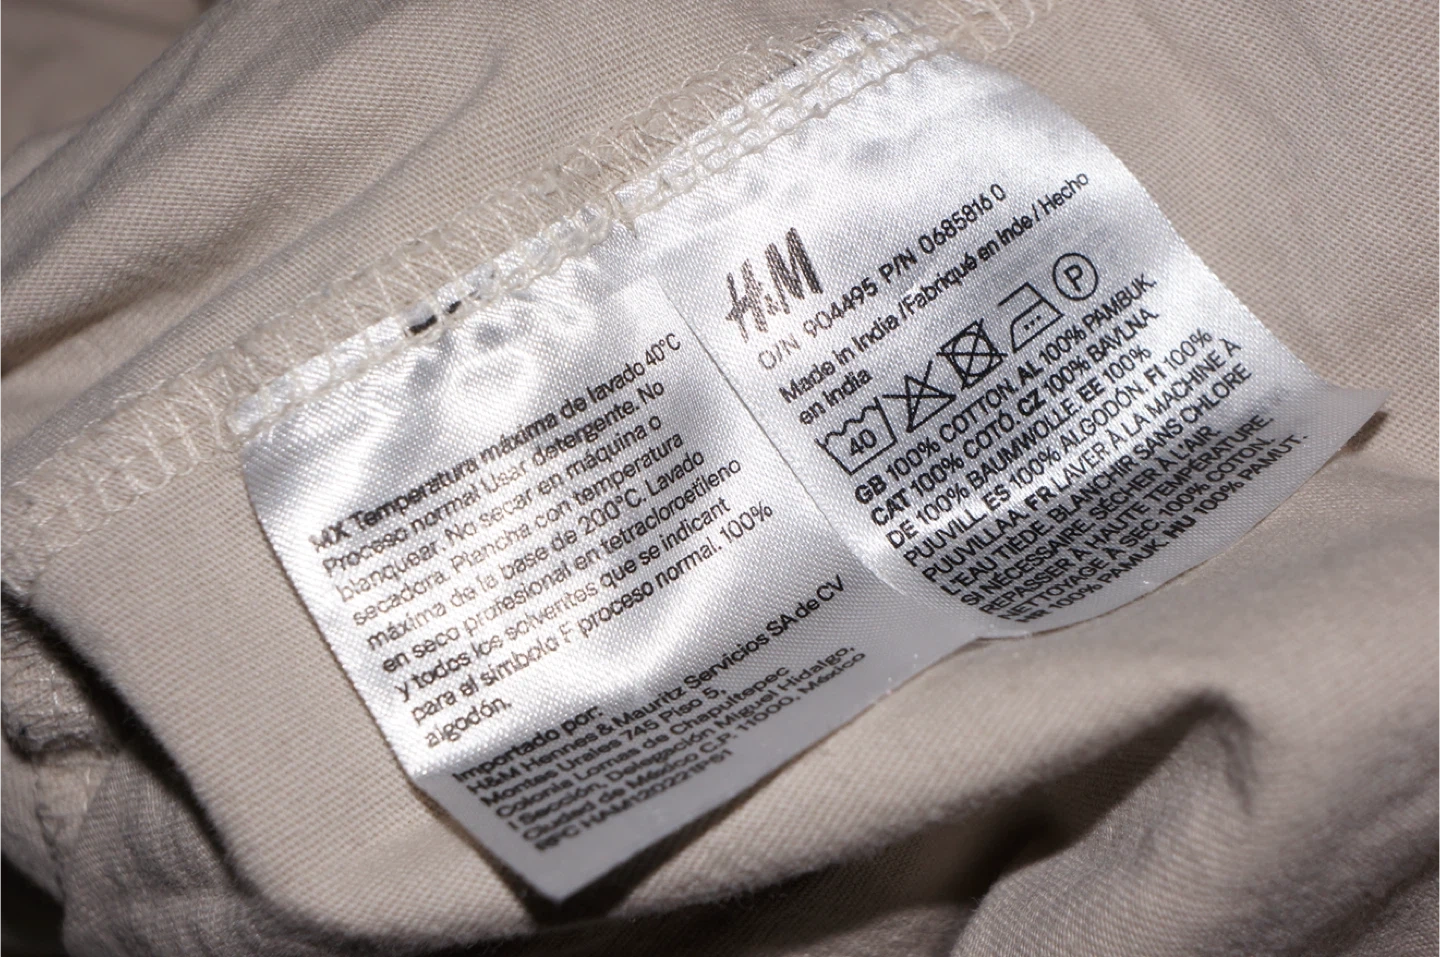 MX Temperatura máxima de lavado 40°C
Proceso normal Usar detergente. No
blanquear. No secar en máquina o
secadora. Plancha con temperatura
máxima de la base de 200°C. Lavado
en seco profesional en tetracloroetileno
y todos los solventes que se indicant
para al simbolo F proceso normal. 100%
algodón.
Importado por:
H&M Hennes & Mauritz Servicios SA de CV
Montes Urales 745 Piso 5,
Colonia Lomas de Chapultepec
I Sección, Delegación Miguel Hidalgo,
Ciudad de México C.P. 11000, México
RFC HAM120221P51
H&M
O/N 904495 P/N 0685816 0
Made in India /Fabriqué en Inde / Hecho
en India
40 P
GB 100% COTTON. AL 100% PAMBUK.
CAT 100% COTÓ. CZ 100% BAVLNA.
DE 100% BAUMWOLLE. EE 100%
PUUVILL. ES 100% ALGODÓN. FI 100%
PUUVILLAA. FR LAVER À LA MACHINE À
L'EAU TIEDE. BLANCHIR SANS CHLORE
SI NÉCESSAIRE. SÉCHER À L'AIR.
REPASSER À HAUTE TEMPÉRATURE.
NETTOYAGE À SEC. 100% COTON.
HR 100% PAMUK. HU 100% PAMUT.